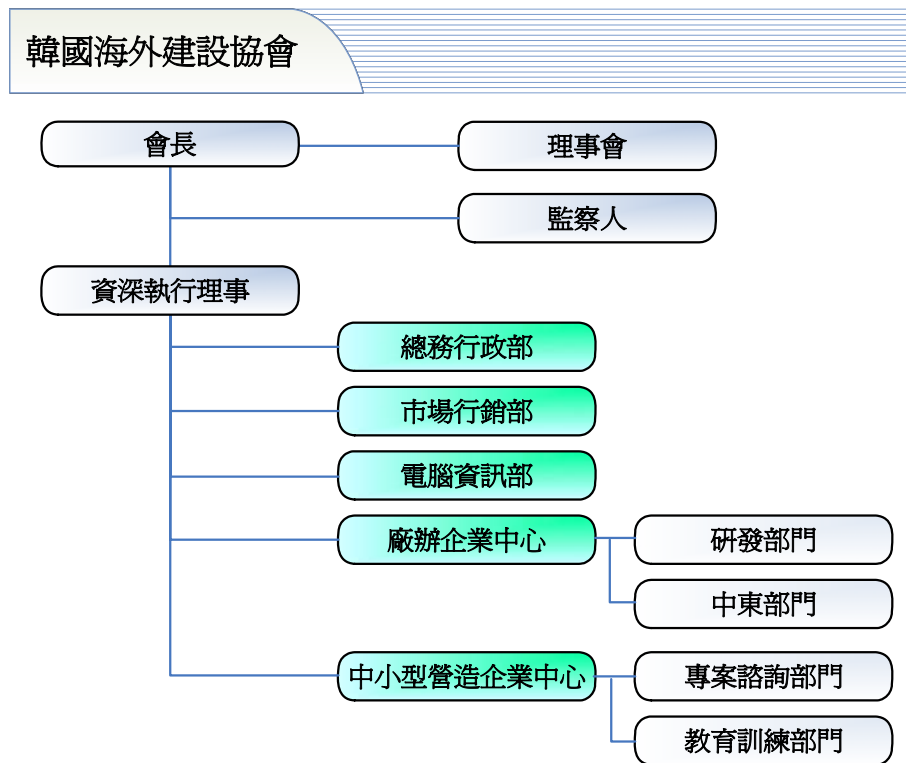 韓國海外建設協會
會長
理事會
監察人
資深執行理事
總務行政部
市場行銷部
電腦資訊部
廠辦企業中心
研發部門
中東部門
中小型營造企業中心
專案諮詢部門
教育訓練部門